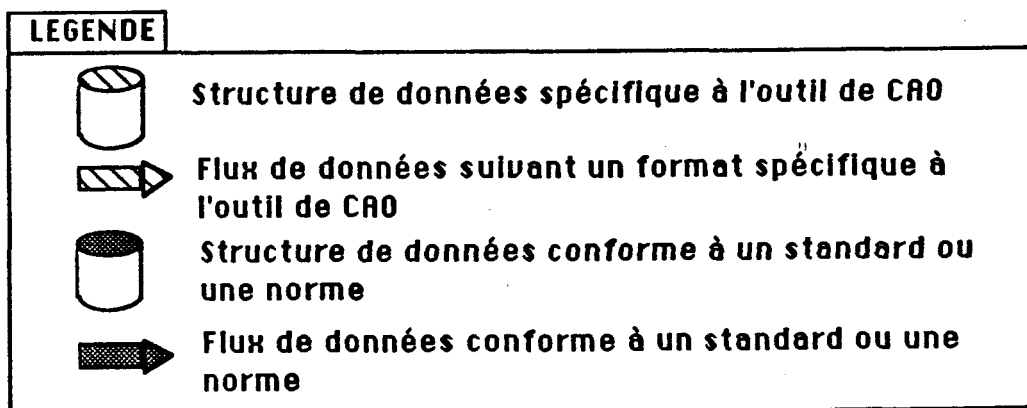 LEGENDE
Structure de données spécifique à l'outil de CAO
Flux de données suivant un format spécifique à
l'outil de CAO
Structure de données conforme à un standard ou
une norme
Flux de données conforme à un standard ou une
norme